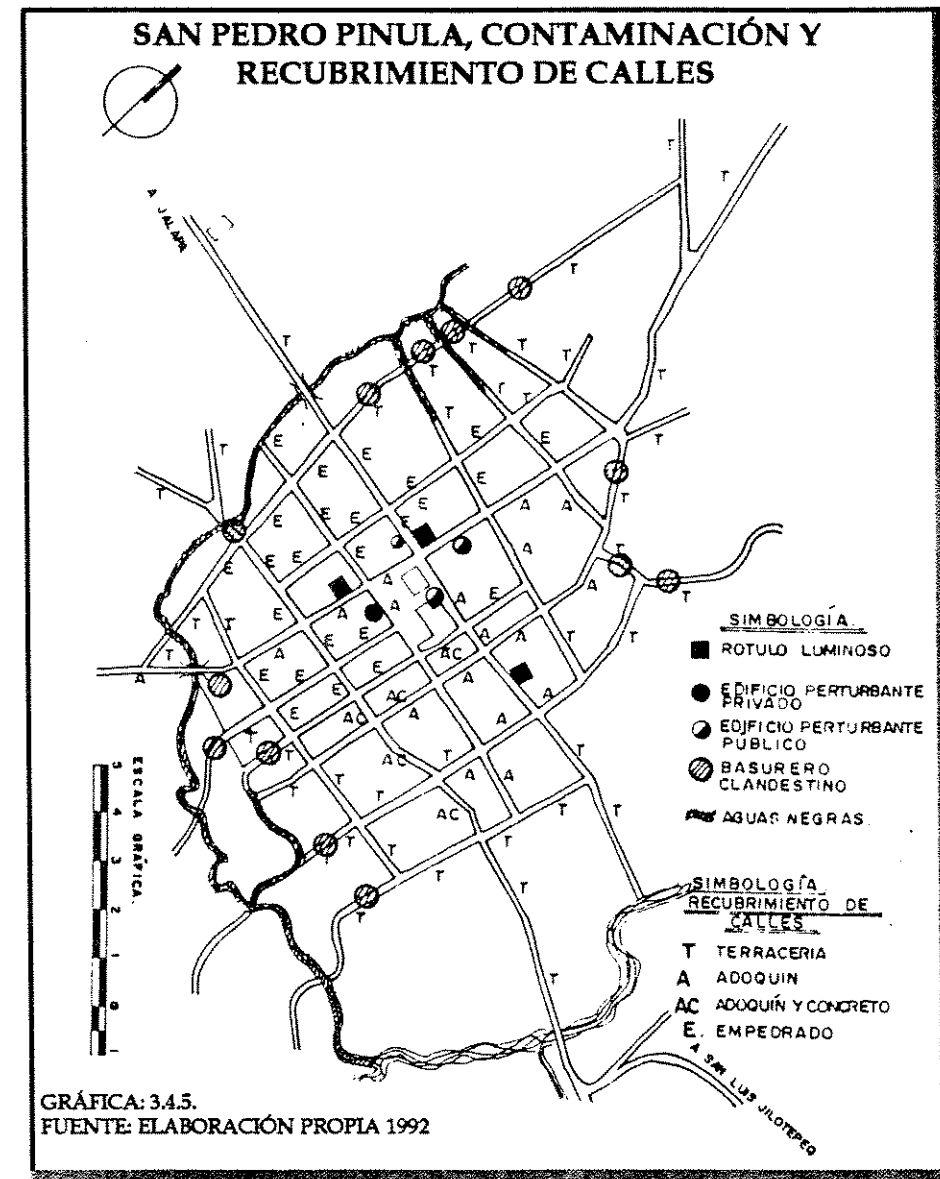 SAN PEDRO PINULA, CONTAMINACIÓN Y
RECUBRIMIENTO DE CALLES
A JALAPA
SIMBOLOGÍA.
ROTULO LUMINOSO
EDIFICIO PERTURBANTE
PRIVADO
EDIFICIO PERTURBANTE
PUBLICO
BASURERO
CLANDESTINO
AGUAS NEGRAS.
SIMBOLOGÍA
RECUBRIMIENTO DE
CALLES
T TERRACERIA
A ADOQUIN
AC ADOQUÍN Y CONCRETO
E. EMPEDRADO
A SAN LUIS JILOTEPEQ
ESCALA GRÁFICA.
5
4
3
2
1
0
1
GRÁFICA: 3.4.5.
FUENTE: ELABORACIÓN PROPIA 1992